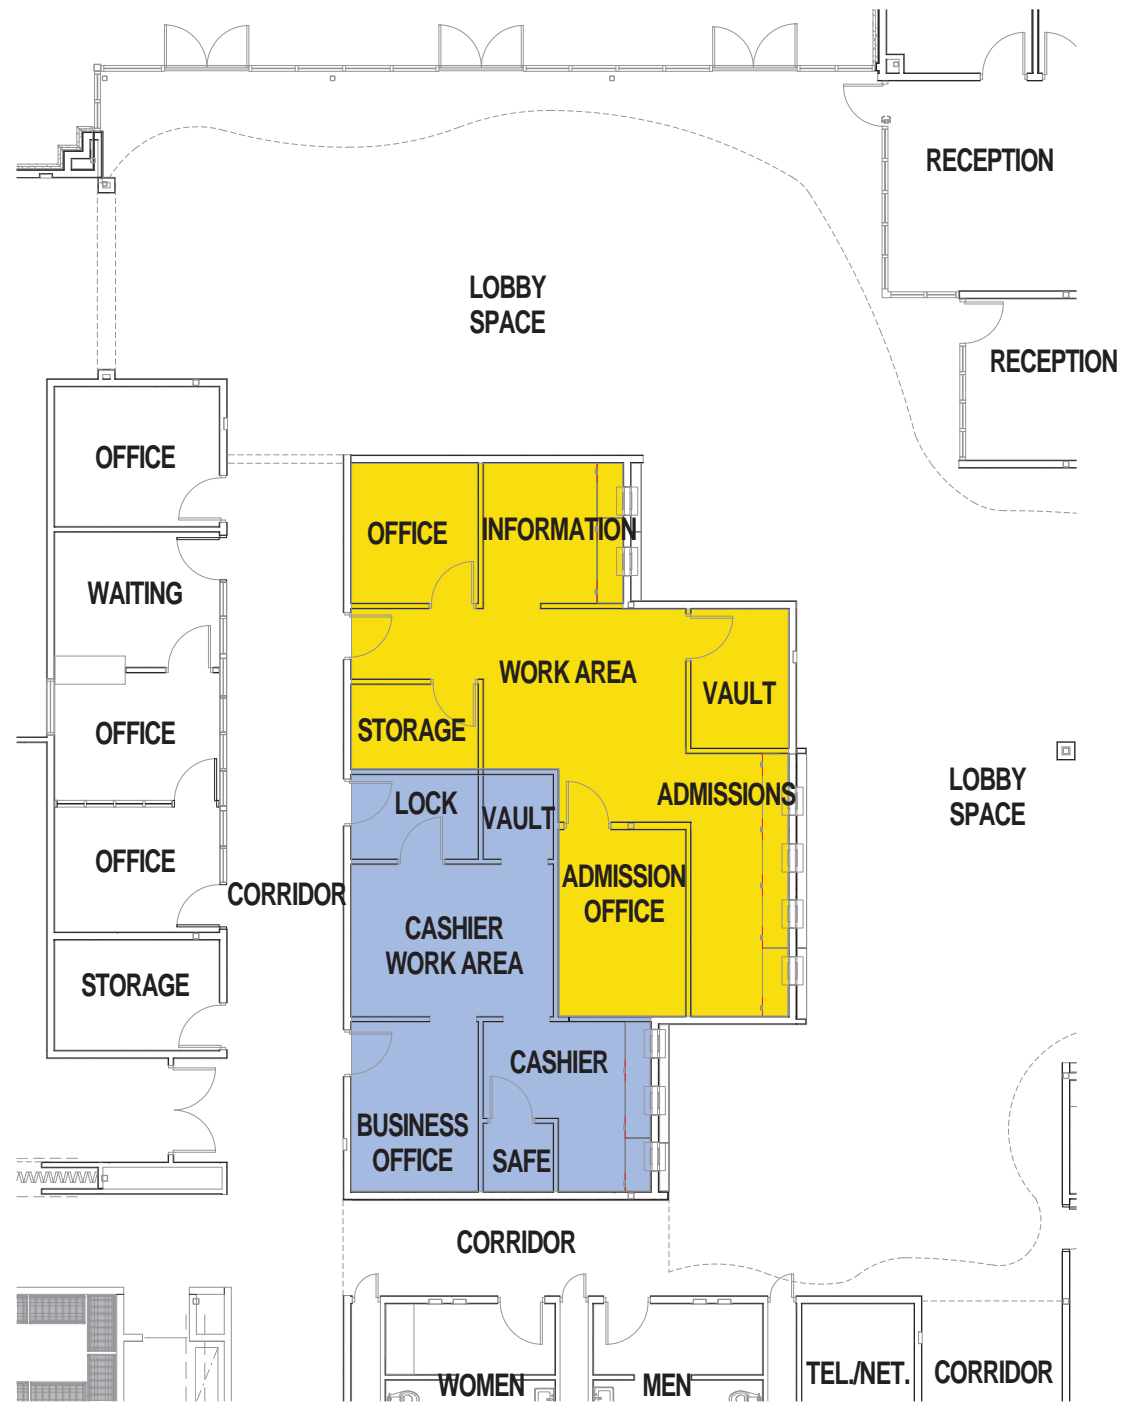 RECEPTION
LOBBY
SPACE
RECEPTION
OFFICE
OFFICE
INFORMATION
WAITING
WORK AREA
VAULT
STORAGE
OFFICE
LOBBY
SPACE
ADMISSIONS
LOCK
VAULT
OFFICE
ADMISSION
OFFICE
CORRIDOR
CASHIER
WORK AREA
STORAGE
CASHIER
BUSINESS
OFFICE
SAFE
CORRIDOR
WOMEN
MEN
TEL./NET.
CORRIDOR